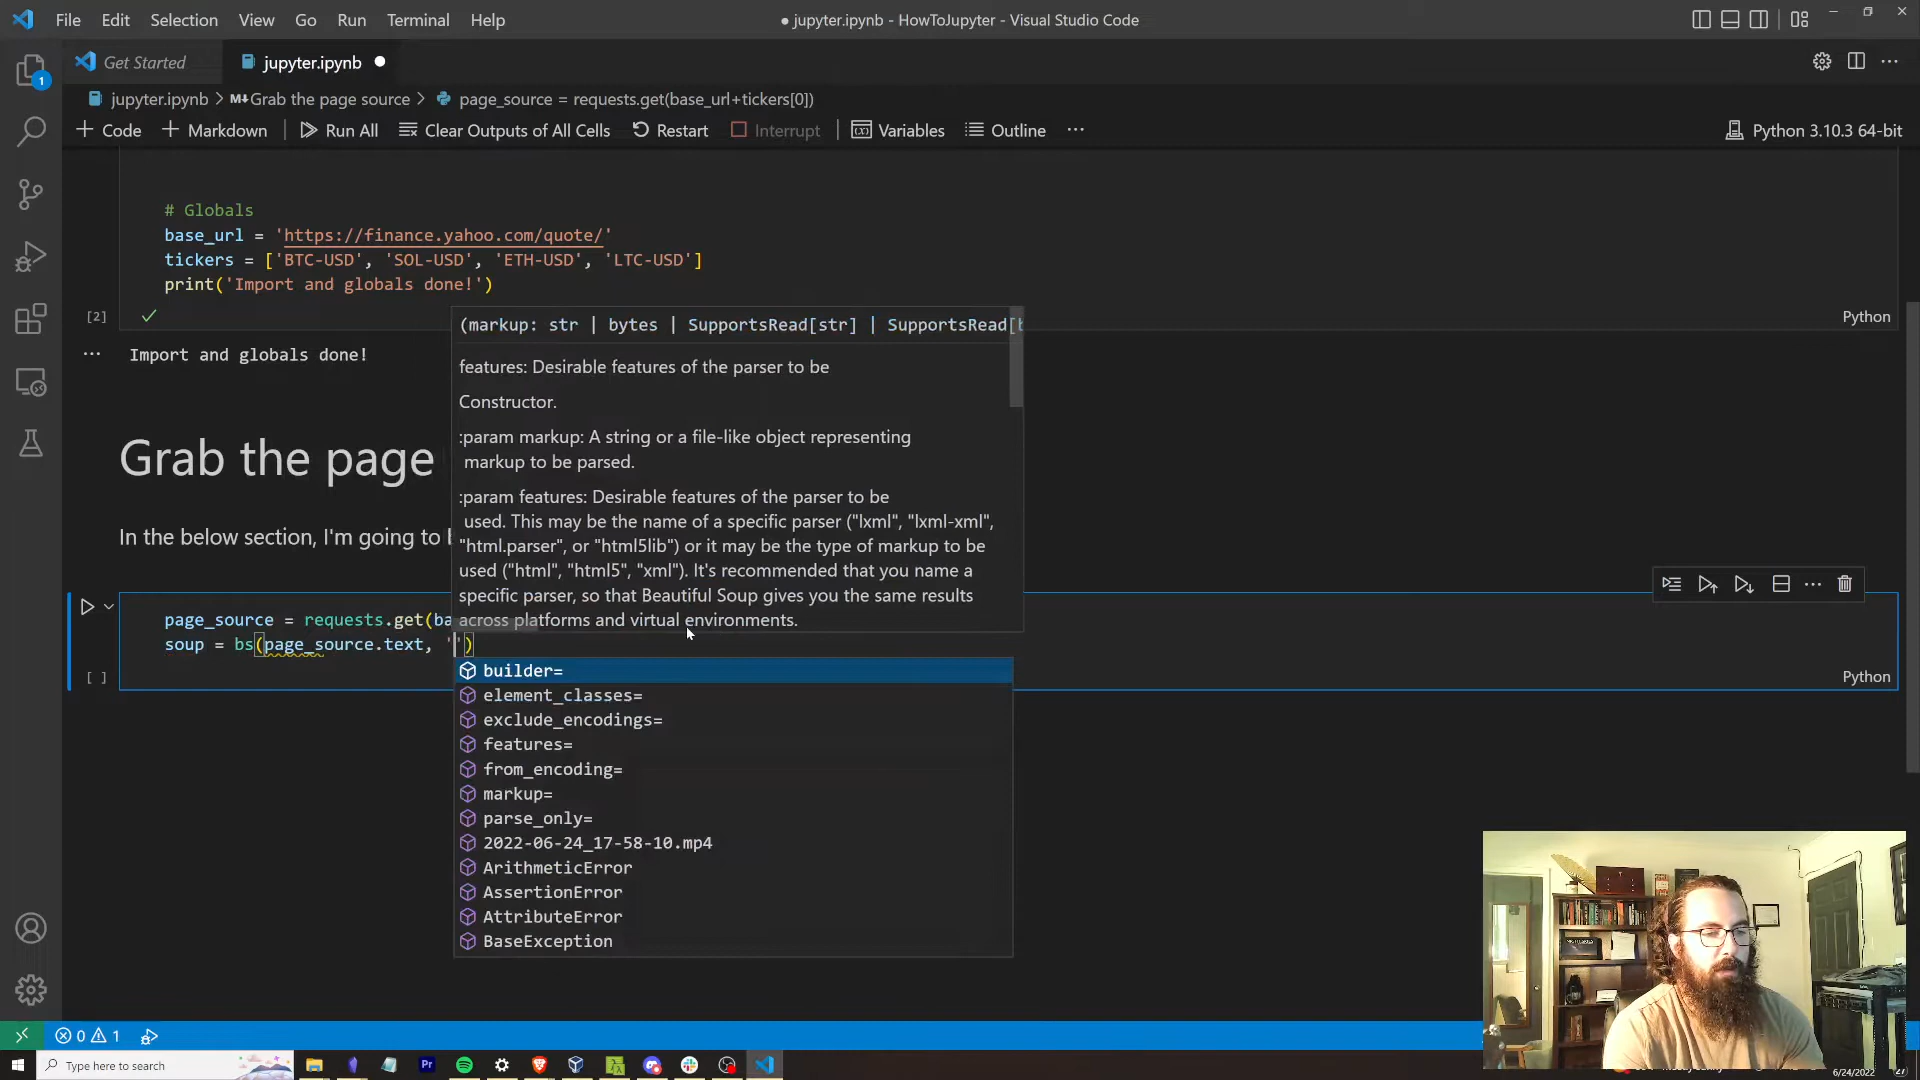 File Edit Selection View Go Run Terminal Help
● jupyter.ipynb - HowToJupyter - Visual Studio Code
1
Get Started
jupyter.ipynb ●
jupyter.ipynb > M↓Grab the page source > page_source = requests.get(base_url+tickers[0])
+ Code + Markdown Run All Clear Outputs of All Cells Restart Interrupt Variables Outline ···
Python 3.10.3 64-bit
# Globals
base_url = 'https://finance.yahoo.com/quote/'
tickers = ['BTC-USD', 'SOL-USD', 'ETH-USD', 'LTC-USD']
print('Import and globals done!')
[2]
Python
··· Import and globals done!
(markup: str | bytes | SupportsRead[str] | SupportsRead[b
features: Desirable features of the parser to be
Constructor.
:param markup: A string or a file-like object representing
markup to be parsed.
:param features: Desirable features of the parser to be
used. This may be the name of a specific parser ("lxml", "lxml-xml",
"html.parser", or "html5lib") or it may be the type of markup to be
used ("html", "html5", "xml"). It's recommended that you name a
specific parser, so that Beautiful Soup gives you the same results
across platforms and virtual environments.
Grab the page
In the below section, I'm going to
page_source = requests.get(ba
soup = bs(page_source.text, '')
[ ]
Python
builder=
element_classes=
exclude_encodings=
features=
from_encoding=
markup=
parse_only=
2022-06-24_17-58-10.mp4
ArithmeticError
AssertionError
AttributeError
BaseException
0 1
Type here to search
6/24/2022